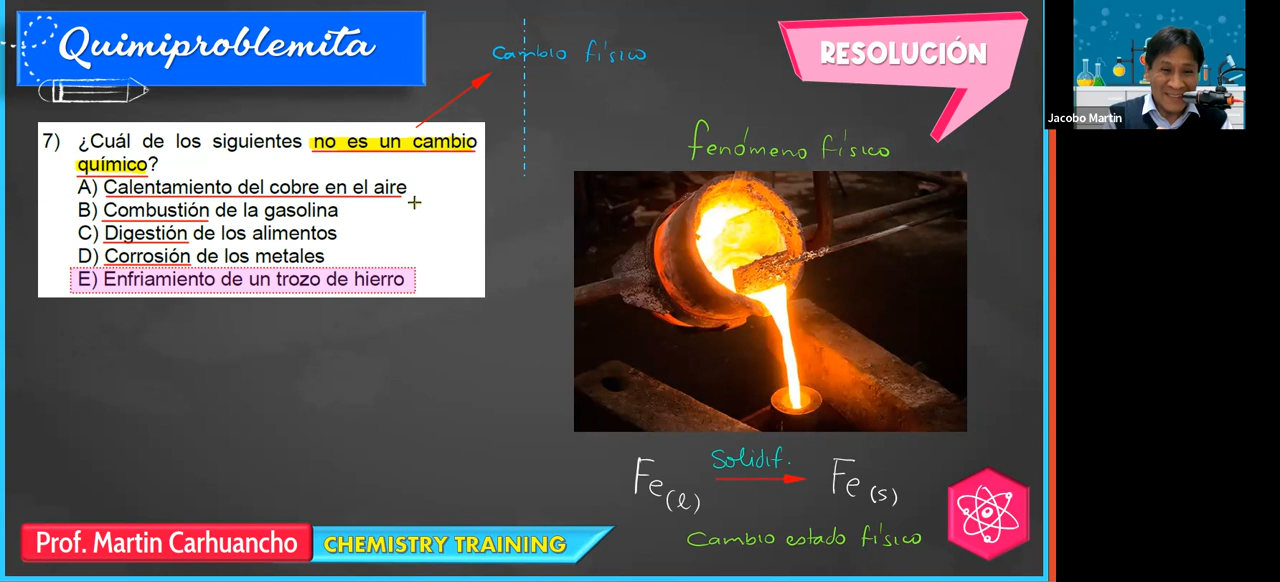 Quimiproblemita
cambio físico
RESOLUCIÓN
Jacobo Martin
7) ¿Cuál de los siguientes no es un cambio
químico?
A) Calentamiento del cobre en el aire
B) Combustión de la gasolina
C) Digestión de los alimentos
D) Corrosión de los metales
E) Enfriamiento de un trozo de hierro
fenómeno físico
Solidif.
Fe(l) Fe(s)
Cambio estado físico
Prof. Martin Carhuancho CHEMISTRY TRAINING